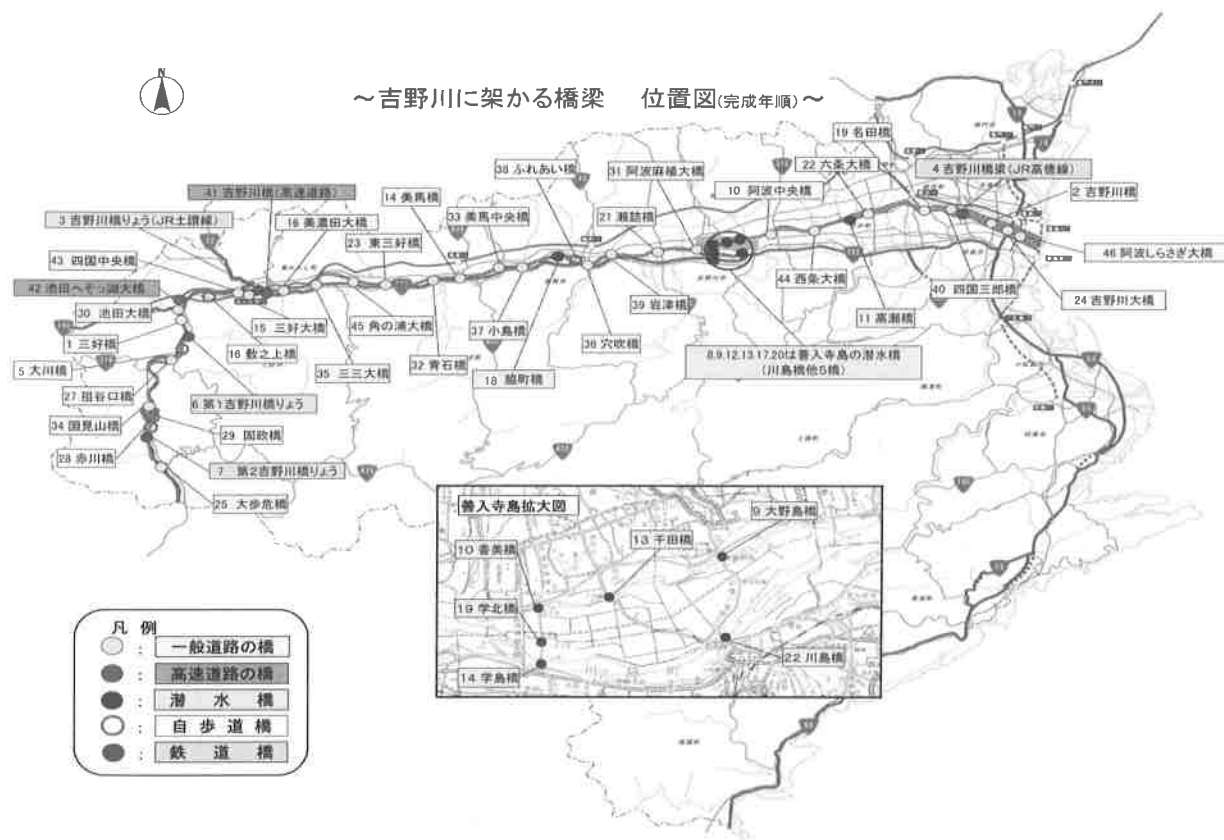 N
～吉野川に架かる橋梁 位置図(完成年順)～
19 名田橋
38 ふれあい橋
31 阿波麻植大橋
22 六条大橋
4 吉野川橋梁(JR高徳線)
41 吉野川橋(高速道路)
14 美馬橋
10 阿波中央橋
2 吉野川橋
3 吉野川橋りょう(JR土讃線)
16 美濃田大橋
33 美馬中央橋
21 瀬詰橋
23 東三好橋
43 四国中央橋
46 阿波しらさぎ大橋
44 西条大橋
42 池田へそっ湖大橋
40 四国三郎橋
39 岩津橋
30 池田大橋
24 吉野川大橋
15 三好大橋
45 角の浦大橋
11 高瀬橋
37 小島橋
1 三好橋
36 穴吹橋
16 敷之上橋
32 青石橋
8.9.12.13.17.20は善入寺島の潜水橋
(川島橋他5橋)
5 大川橋
35 三三大橋
18 脇町橋
27 祖谷口橋
6 第1吉野川橋りょう
34 国見山橋
29 国政橋
28 赤川橋
7 第2吉野川橋りょう
25 大歩危橋
善入寺島拡大図
9 大野島橋
13 千田橋
10 香美橋
19 学北橋
22 川島橋
14 学島橋
凡 例
： 一般道路の橋
： 高速道路の橋
： 潜 水 橋
： 自 歩 道 橋
： 鉄 道 橋